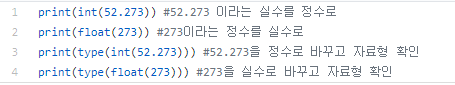 1 print(int(52.273)) #52.273 이라는 실수를 정수로
2 print(float(273)) #273이라는 정수를 실수로
3 print(type(int(52.273))) #52.273을 정수로 바꾸고 자료형 확인
4 print(type(float(273))) #273을 실수로 바꾸고 자료형 확인